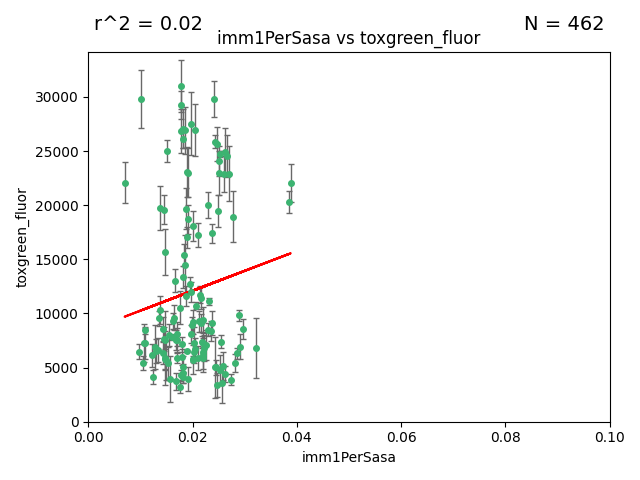 r^2 = 0.02
N = 462
imm1PerSasa vs toxgreen_fluor
toxgreen_fluor
30000
25000
20000
15000
10000
5000
0
0.00
0.02
0.04
0.06
0.08
0.10
imm1PerSasa